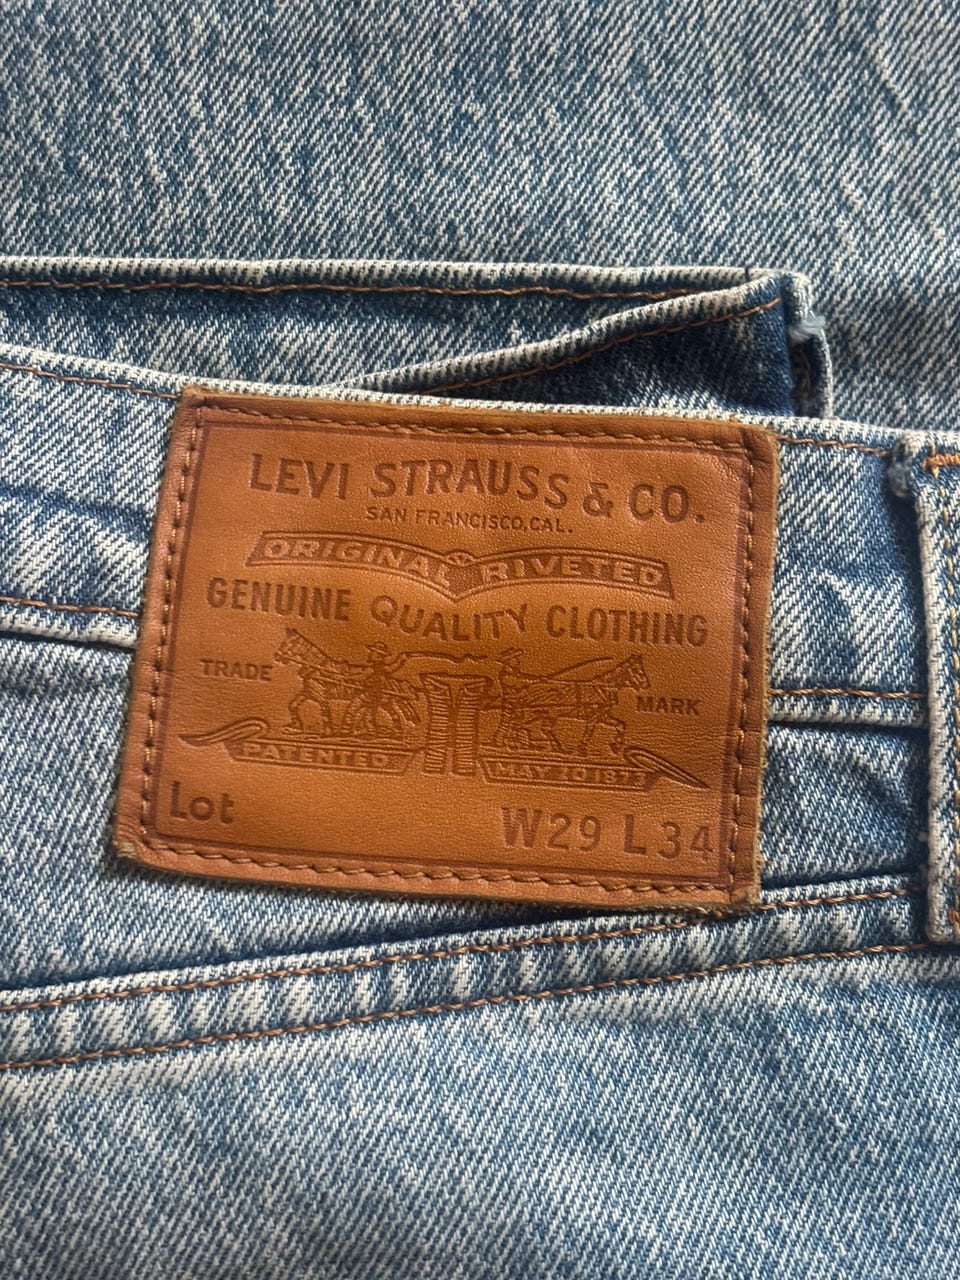 LEVI STRAUSS & CO.
SAN FRANCISCO, CAL.
ORIGINAL RIVETED
GENUINE QUALITY CLOTHING
TRADE MARK
PATENTED MAY 20 1873
Lot W29 L34